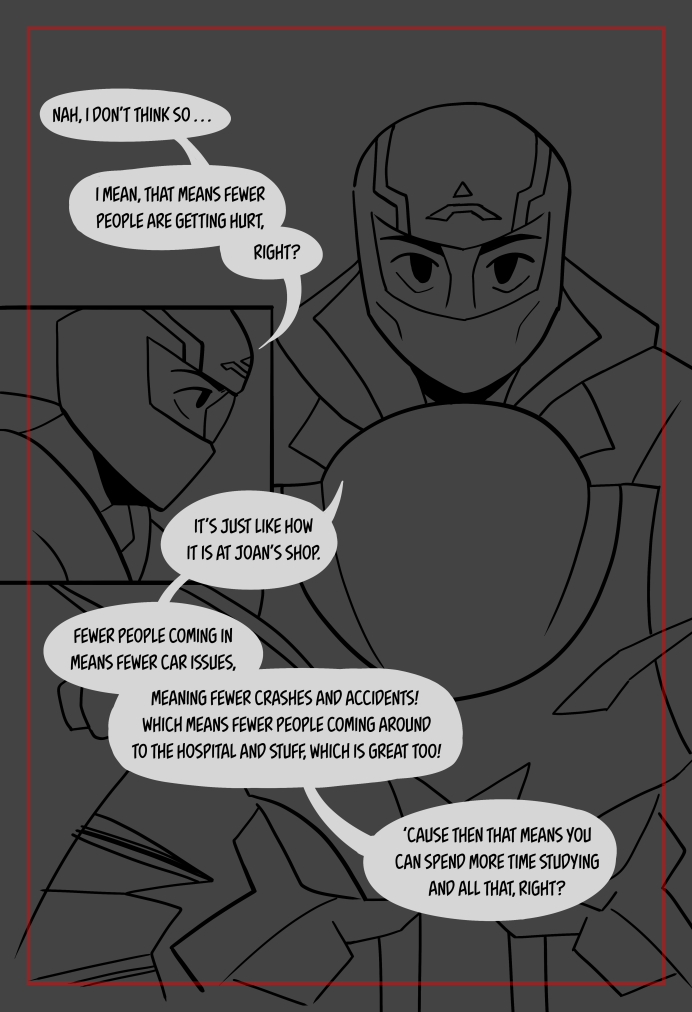 NAH, I DON'T THINK SO . . .
I MEAN, THAT MEANS FEWER
PEOPLE ARE GETTING HURT,
RIGHT?
IT'S JUST LIKE HOW
IT IS AT JOAN'S SHOP.
FEWER PEOPLE COMING IN
MEANS FEWER CAR ISSUES,
MEANING FEWER CRASHES AND ACCIDENTS!
WHICH MEANS FEWER PEOPLE COMING AROUND
TO THE HOSPITAL AND STUFF, WHICH IS GREAT TOO!
'CAUSE THEN THAT MEANS YOU
CAN SPEND MORE TIME STUDYING
AND ALL THAT, RIGHT?